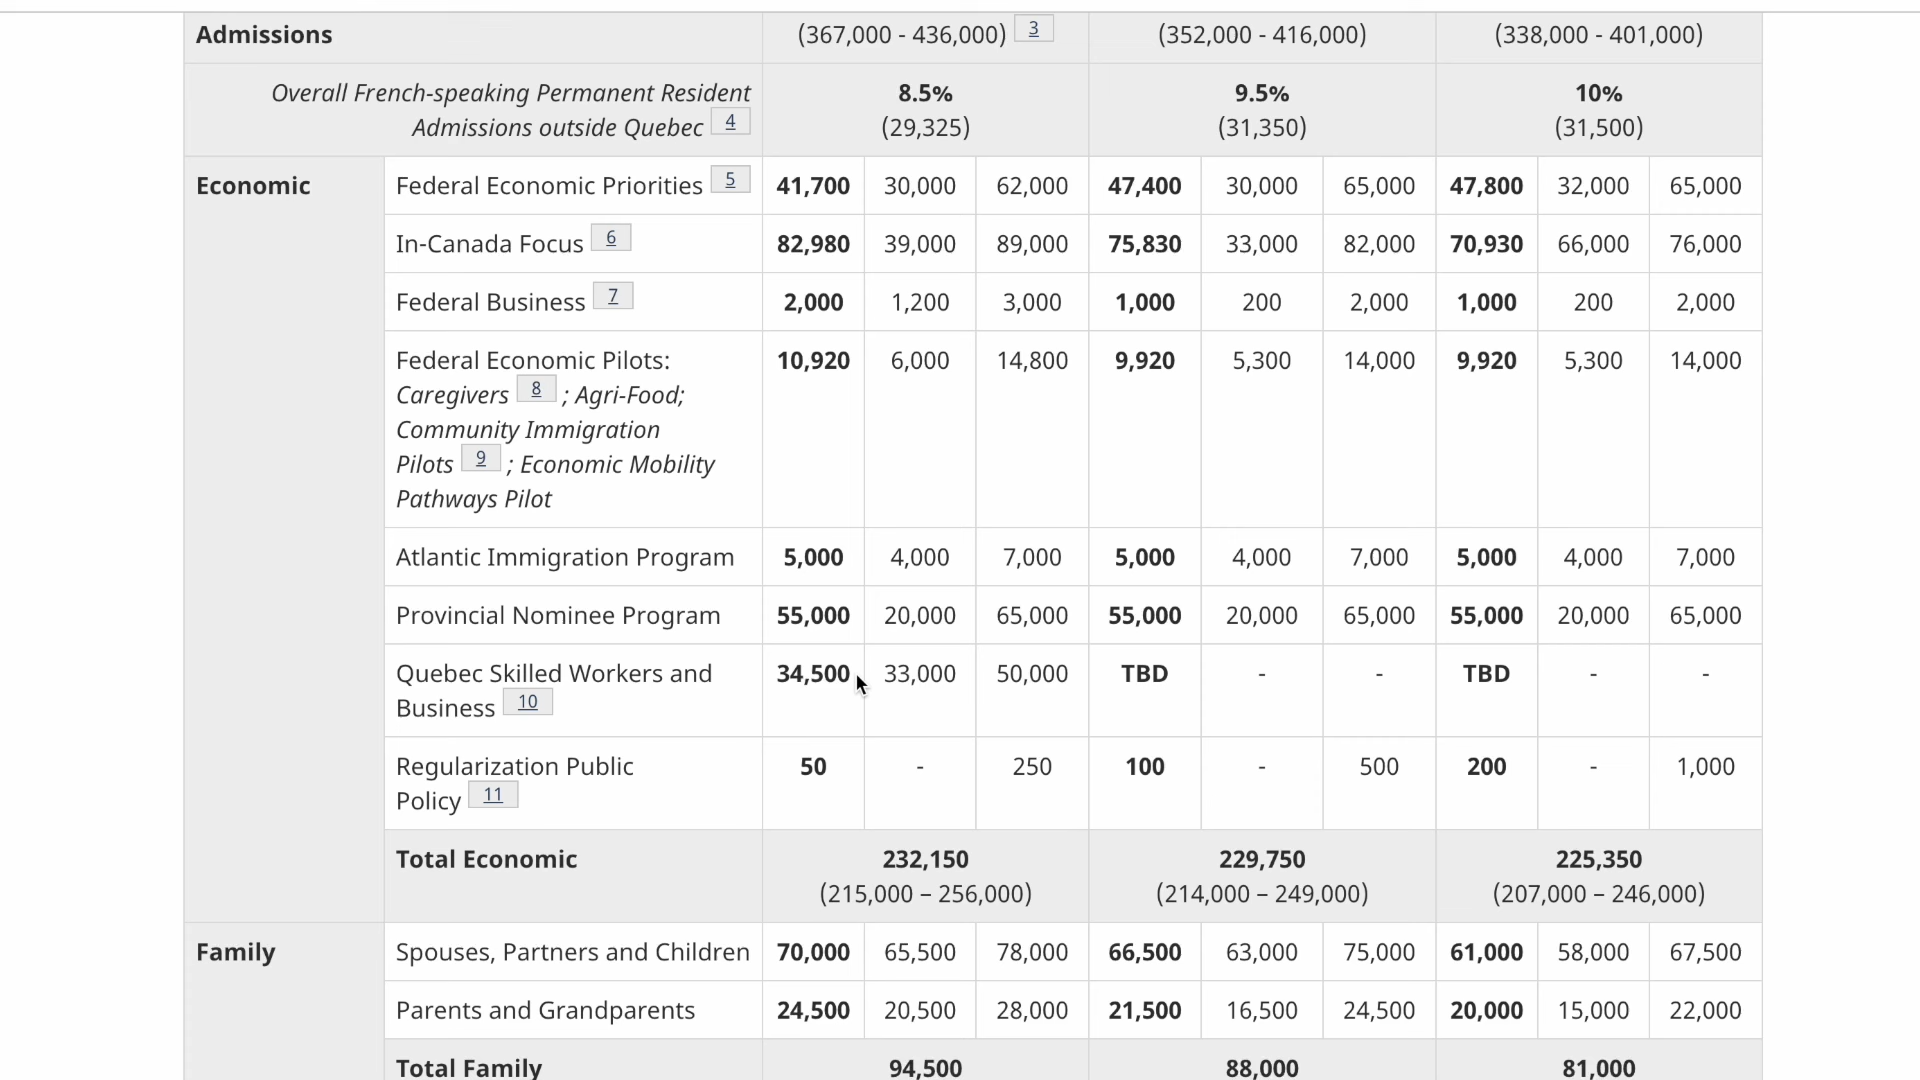 Admissions (367,000 - 436,000) 3 (352,000 - 416,000) (338,000 - 401,000)
Overall French-speaking Permanent Resident 8.5% 9.5% 10%
Admissions outside Quebec 4 (29,325) (31,350) (31,500)
Economic Federal Economic Priorities 5 41,700 30,000 62,000 47,400 30,000 65,000 47,800 32,000 65,000
In-Canada Focus 6 82,980 39,000 89,000 75,830 33,000 82,000 70,930 66,000 76,000
Federal Business 7 2,000 1,200 3,000 1,000 200 2,000 1,000 200 2,000
Federal Economic Pilots: 10,920 6,000 14,800 9,920 5,300 14,000 9,920 5,300 14,000
Caregivers 8 ; Agri-Food;
Community Immigration
Pilots 9 ; Economic Mobility
Pathways Pilot
Atlantic Immigration Program 5,000 4,000 7,000 5,000 4,000 7,000 5,000 4,000 7,000
Provincial Nominee Program 55,000 20,000 65,000 55,000 20,000 65,000 55,000 20,000 65,000
Quebec Skilled Workers and 34,500 33,000 50,000 TBD - - TBD - -
Business 10
Regularization Public 50 - 250 100 - 500 200 - 1,000
Policy 11
Total Economic 232,150 229,750 225,350
(215,000 – 256,000) (214,000 – 249,000) (207,000 – 246,000)
Family Spouses, Partners and Children 70,000 65,500 78,000 66,500 63,000 75,000 61,000 58,000 67,500
Parents and Grandparents 24,500 20,500 28,000 21,500 16,500 24,500 20,000 15,000 22,000
Total Family 94,500 88,000 81,000